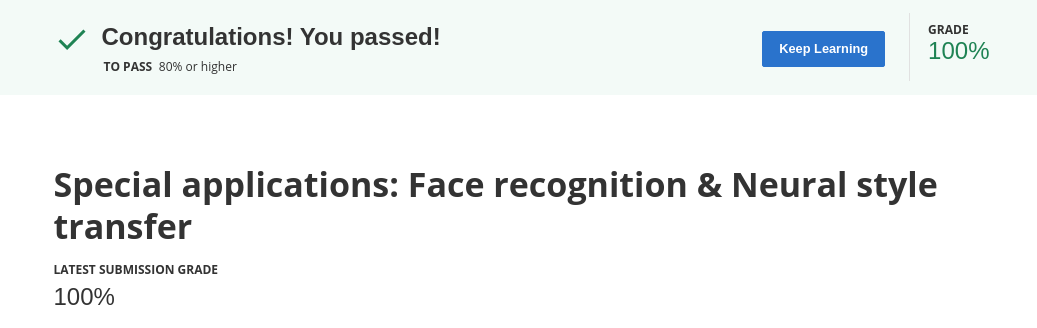 Congratulations! You passed!
TO PASS 80% or higher
Keep Learning
GRADE
100%
Special applications: Face recognition & Neural style
transfer
LATEST SUBMISSION GRADE
100%